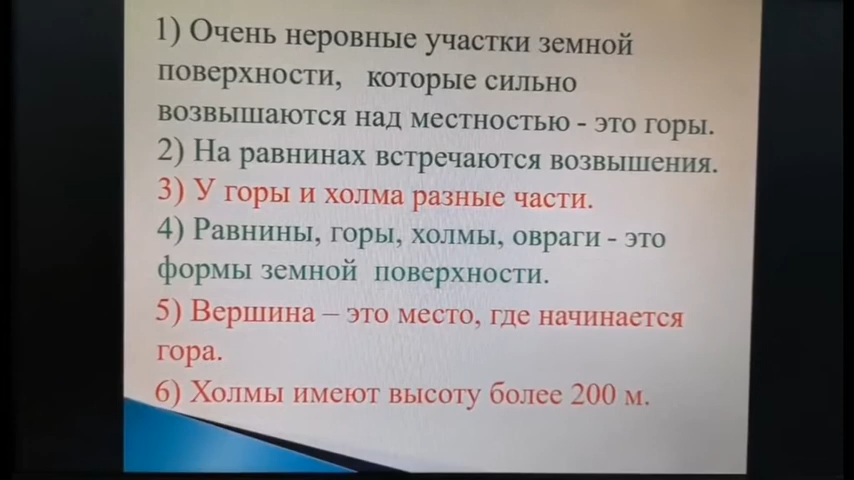 1) Очень неровные участки земной
поверхности, которые сильно
возвышаются над местностью - это горы.
2) На равнинах встречаются возвышения.
3) У горы и холма разные части.
4) Равнины, горы, холмы, овраги - это
формы земной поверхности.
5) Вершина – это место, где начинается
гора.
6) Холмы имеют высоту более 200 м.